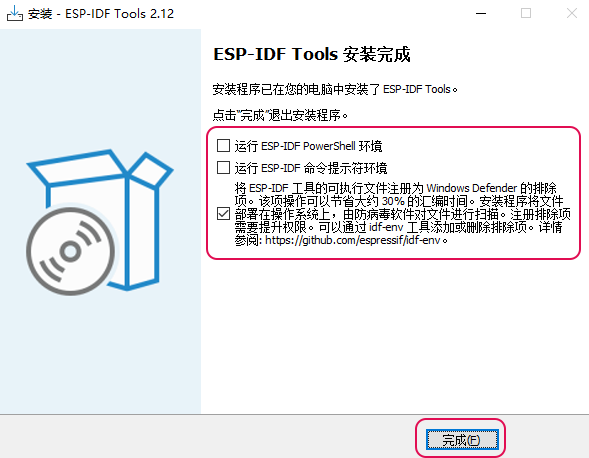 安装 - ESP-IDF Tools 2.12
ESP-IDF Tools 安装完成
安装程序已在您的电脑中安装了 ESP-IDF Tools。
点击“完成”退出安装程序。
运行 ESP-IDF PowerShell 环境
运行 ESP-IDF 命令提示符环境
将 ESP-IDF 工具的可执行文件注册为 Windows Defender 的排除
项。该项操作可以节省大约 30% 的汇编时间。安装程序将文件
部署在操作系统上，由防病毒软件对文件进行扫描。注册排除项
需要提升权限。可以通过 idf-env 工具添加或删除排除项。详情
参阅: https://github.com/espressif/idf-env。
完成(F)